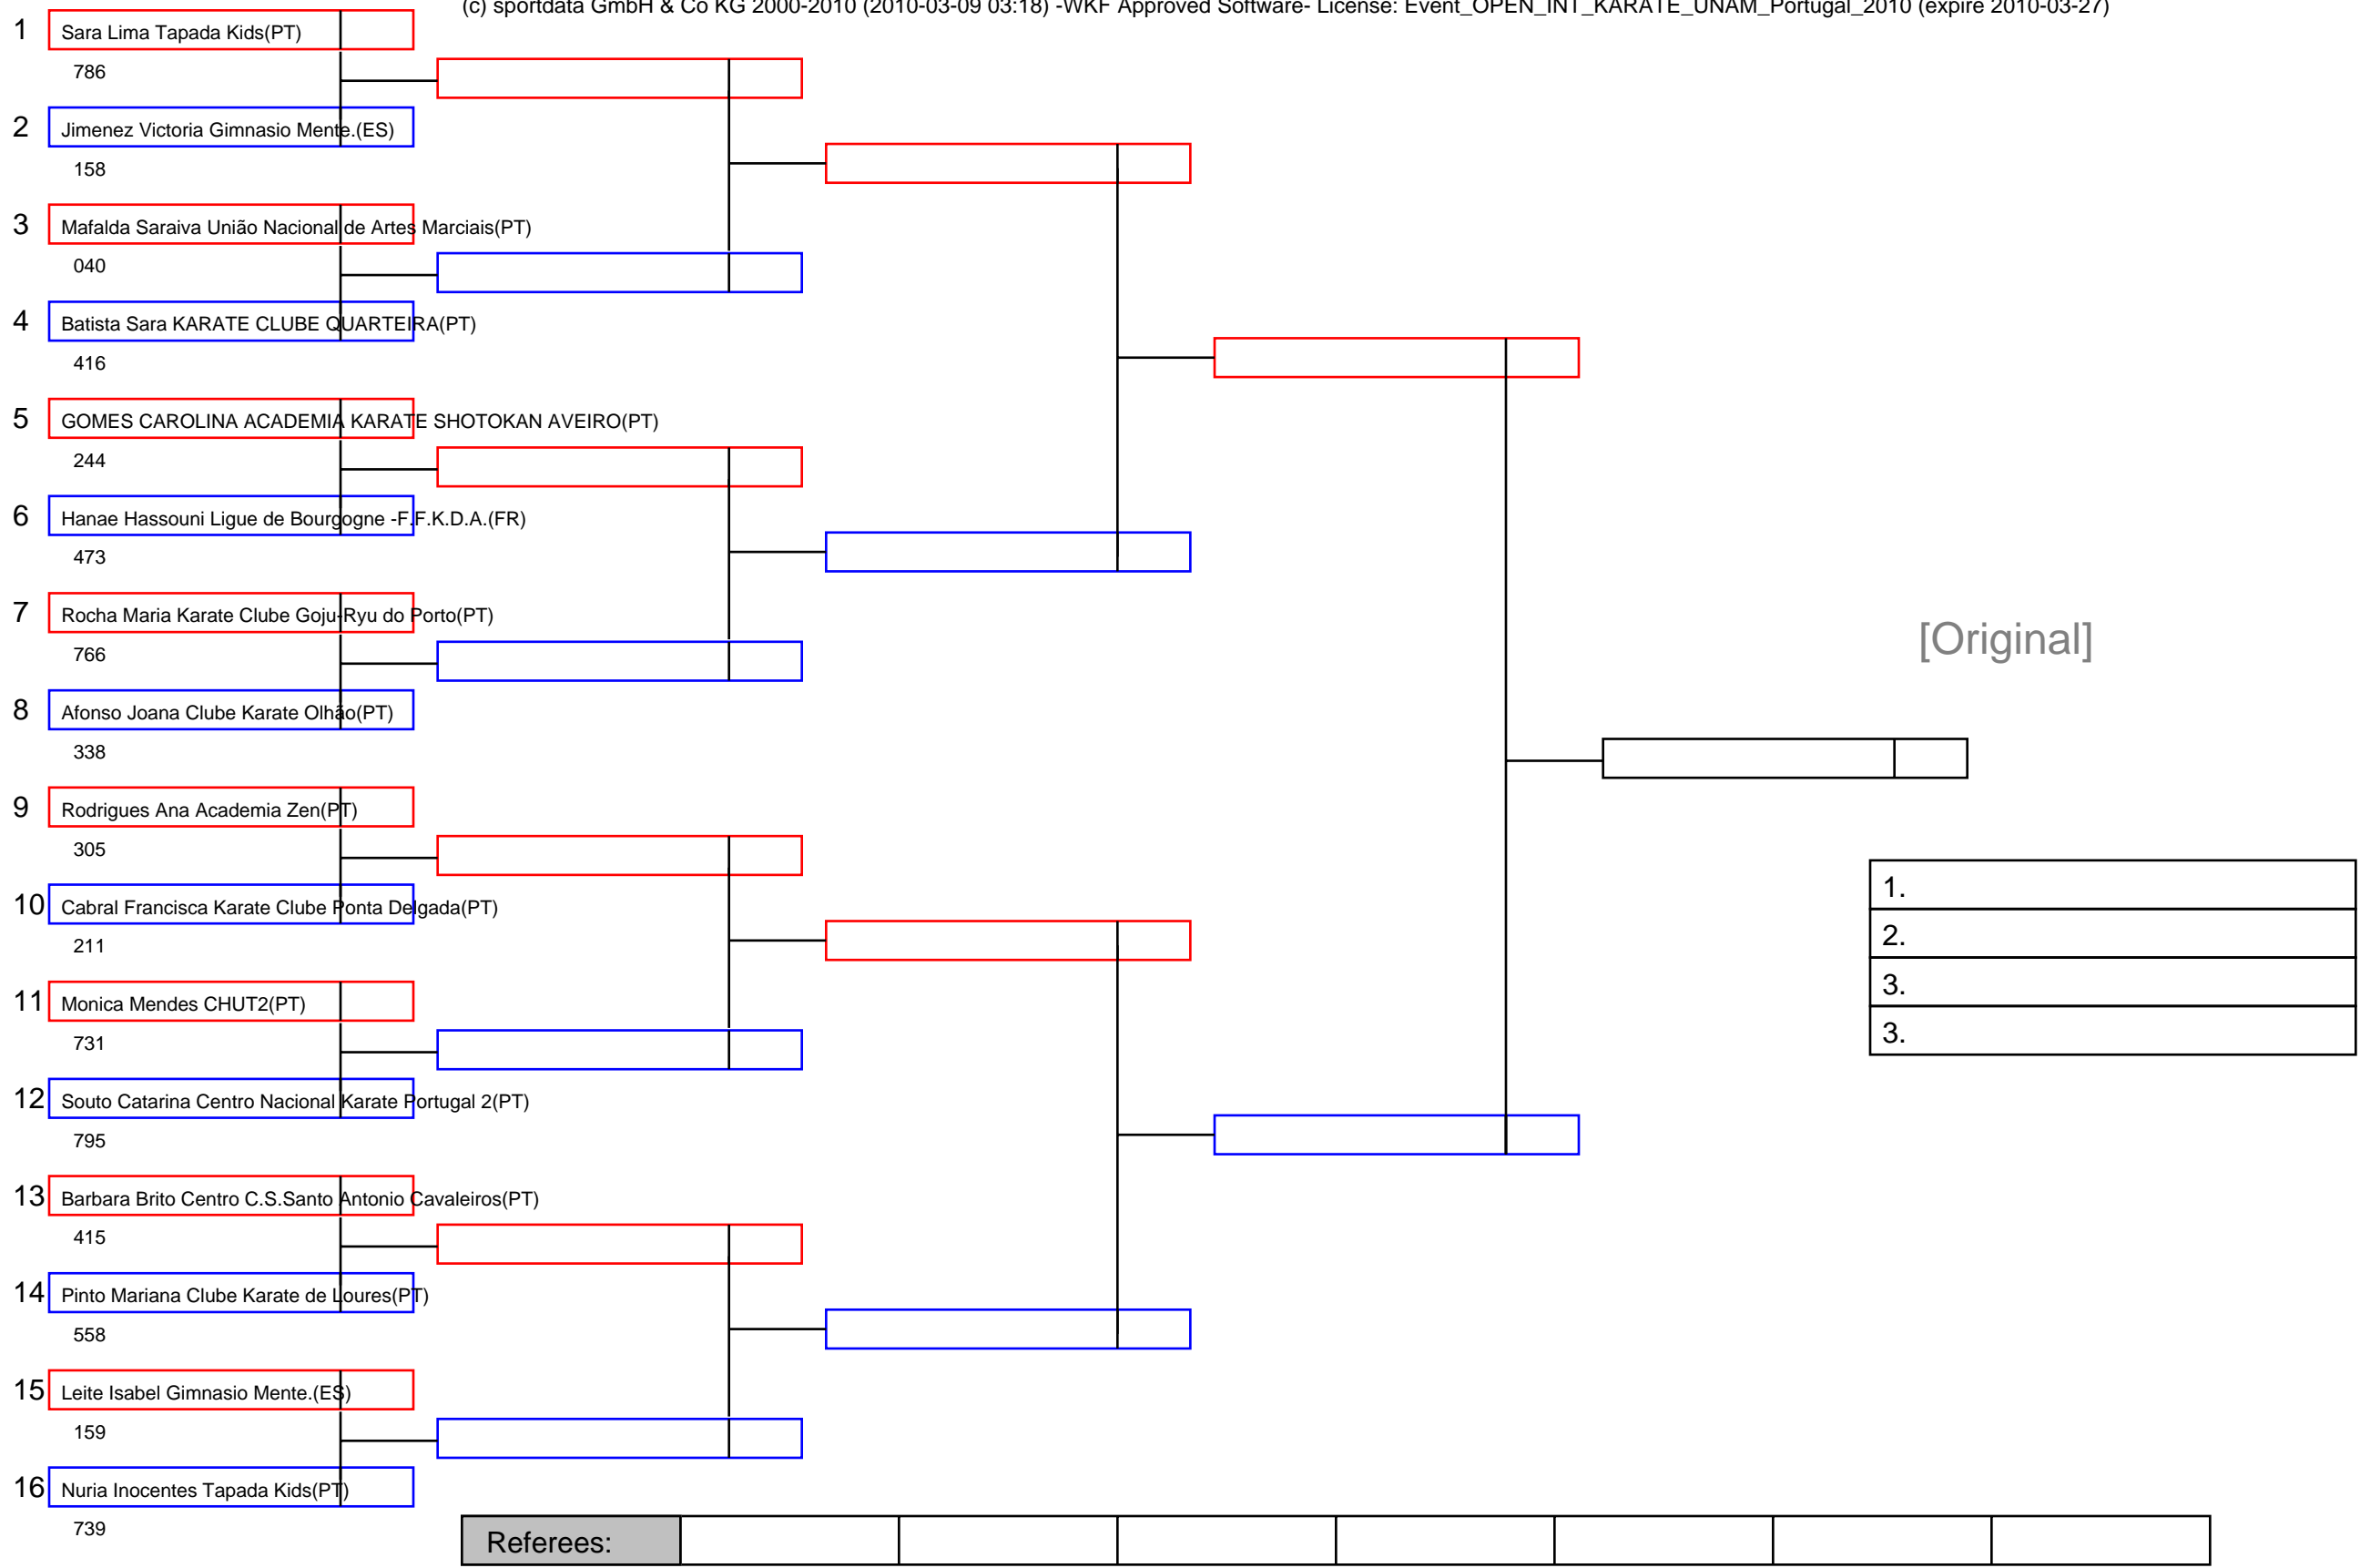 (c) sportdata GmbH & Co KG 2000-2010 (2010-03-09 03:18) -WKF Approved Software- License: Event_OPEN_INT_KARATE_UNAM_Portugal_2010 (expire 2010-03-27)
1 Sara Lima Tapada Kids(PT)
786
2 Jimenez Victoria Gimnasio Mente.(ES)
158
3 Mafalda Saraiva União Nacional de Artes Marciais(PT)
040
4 Batista Sara KARATE CLUBE QUARTEIRA(PT)
416
5 GOMES CAROLINA ACADEMIA KARATE SHOTOKAN AVEIRO(PT)
244
6 Hanae Hassouni Ligue de Bourgogne -F.F.K.D.A.(FR)
473
7 Rocha Maria Karate Clube Goju-Ryu do Porto(PT)
766
8 Afonso Joana Clube Karate Olhão(PT)
338
9 Rodrigues Ana Academia Zen(PT)
305
10 Cabral Francisca Karate Clube Ponta Delgada(PT)
211
11 Monica Mendes CHUT2(PT)
731
12 Souto Catarina Centro Nacional Karate Portugal 2(PT)
795
13 Barbara Brito Centro C.S.Santo Antonio Cavaleiros(PT)
415
14 Pinto Mariana Clube Karate de Loures(PT)
558
15 Leite Isabel Gimnasio Mente.(ES)
159
16 Nuria Inocentes Tapada Kids(PT)
739
[Original]
1.
2.
3.
3.
Referees: